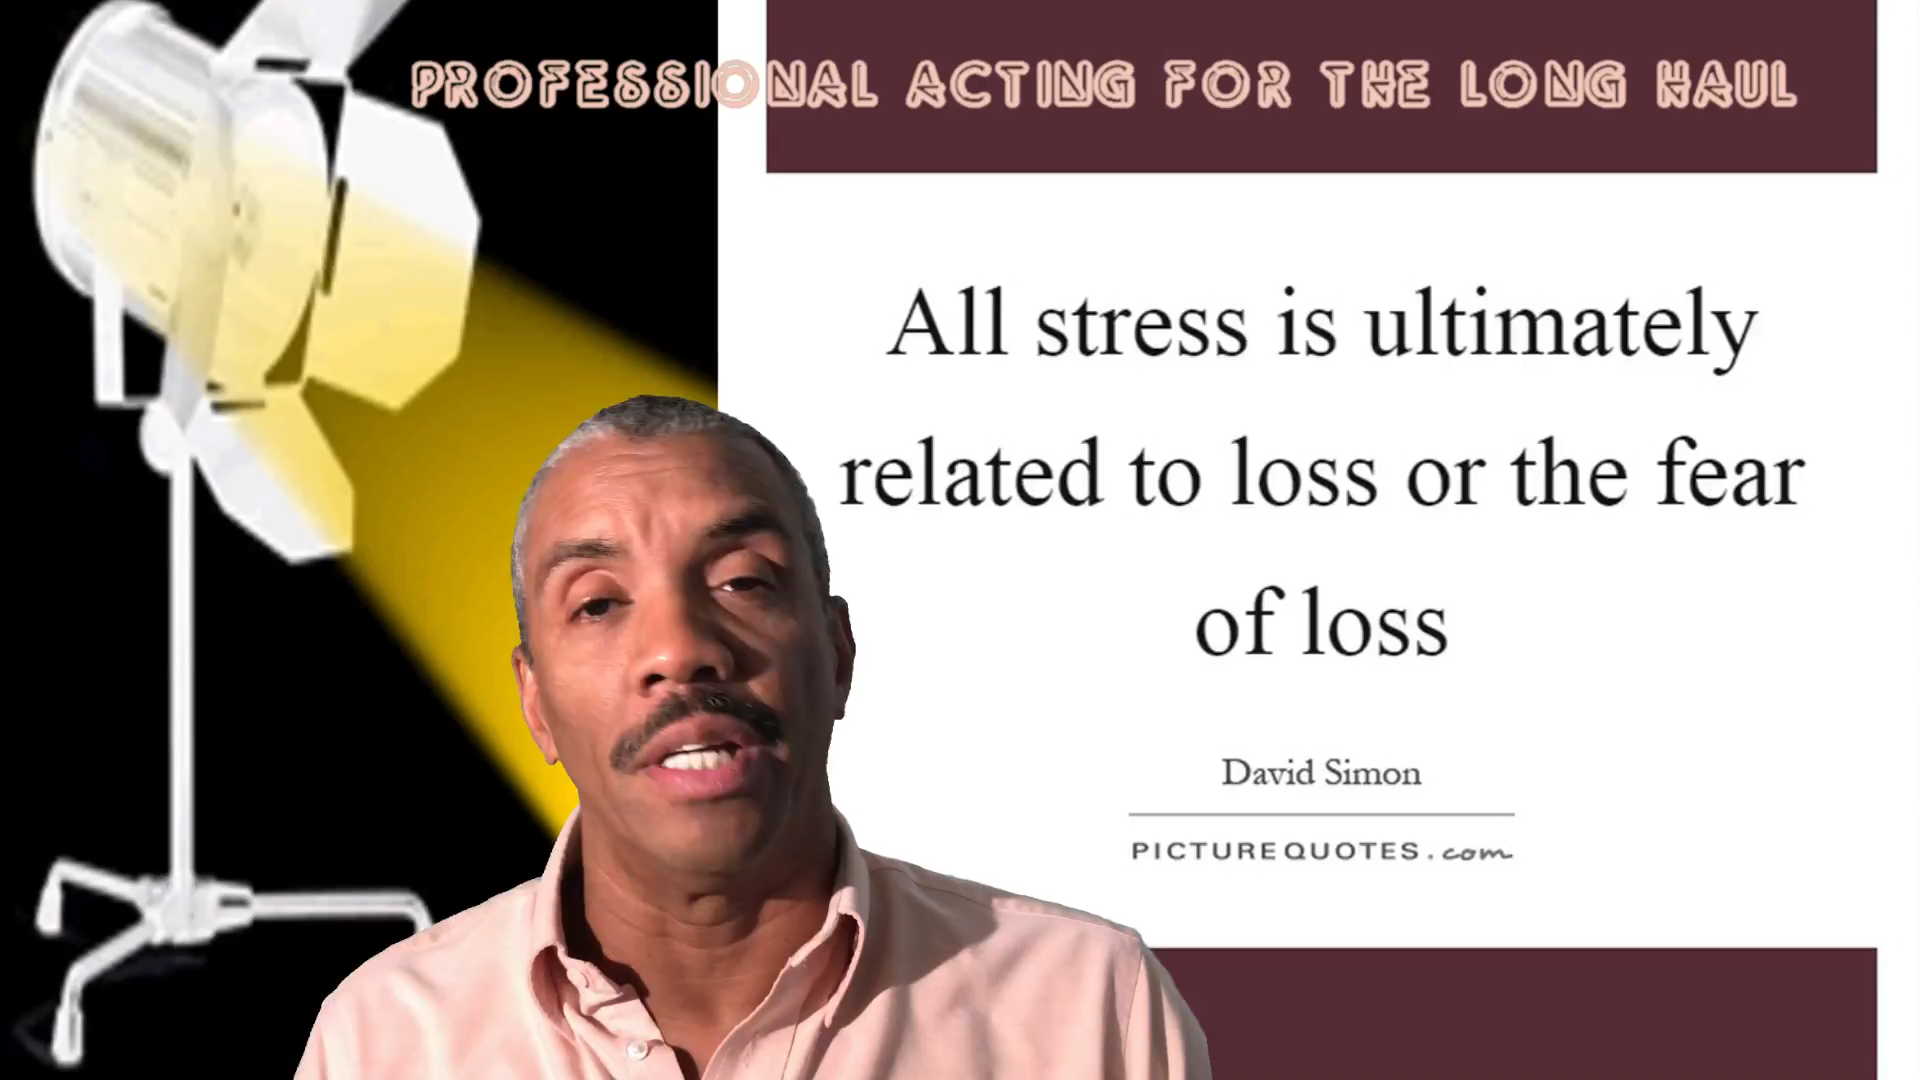 PROFESSIONAL ACTING FOR THE LONG HAUL
All stress is ultimately
related to loss or the fear
of loss
David Simon
PICTUREQUOTES.com